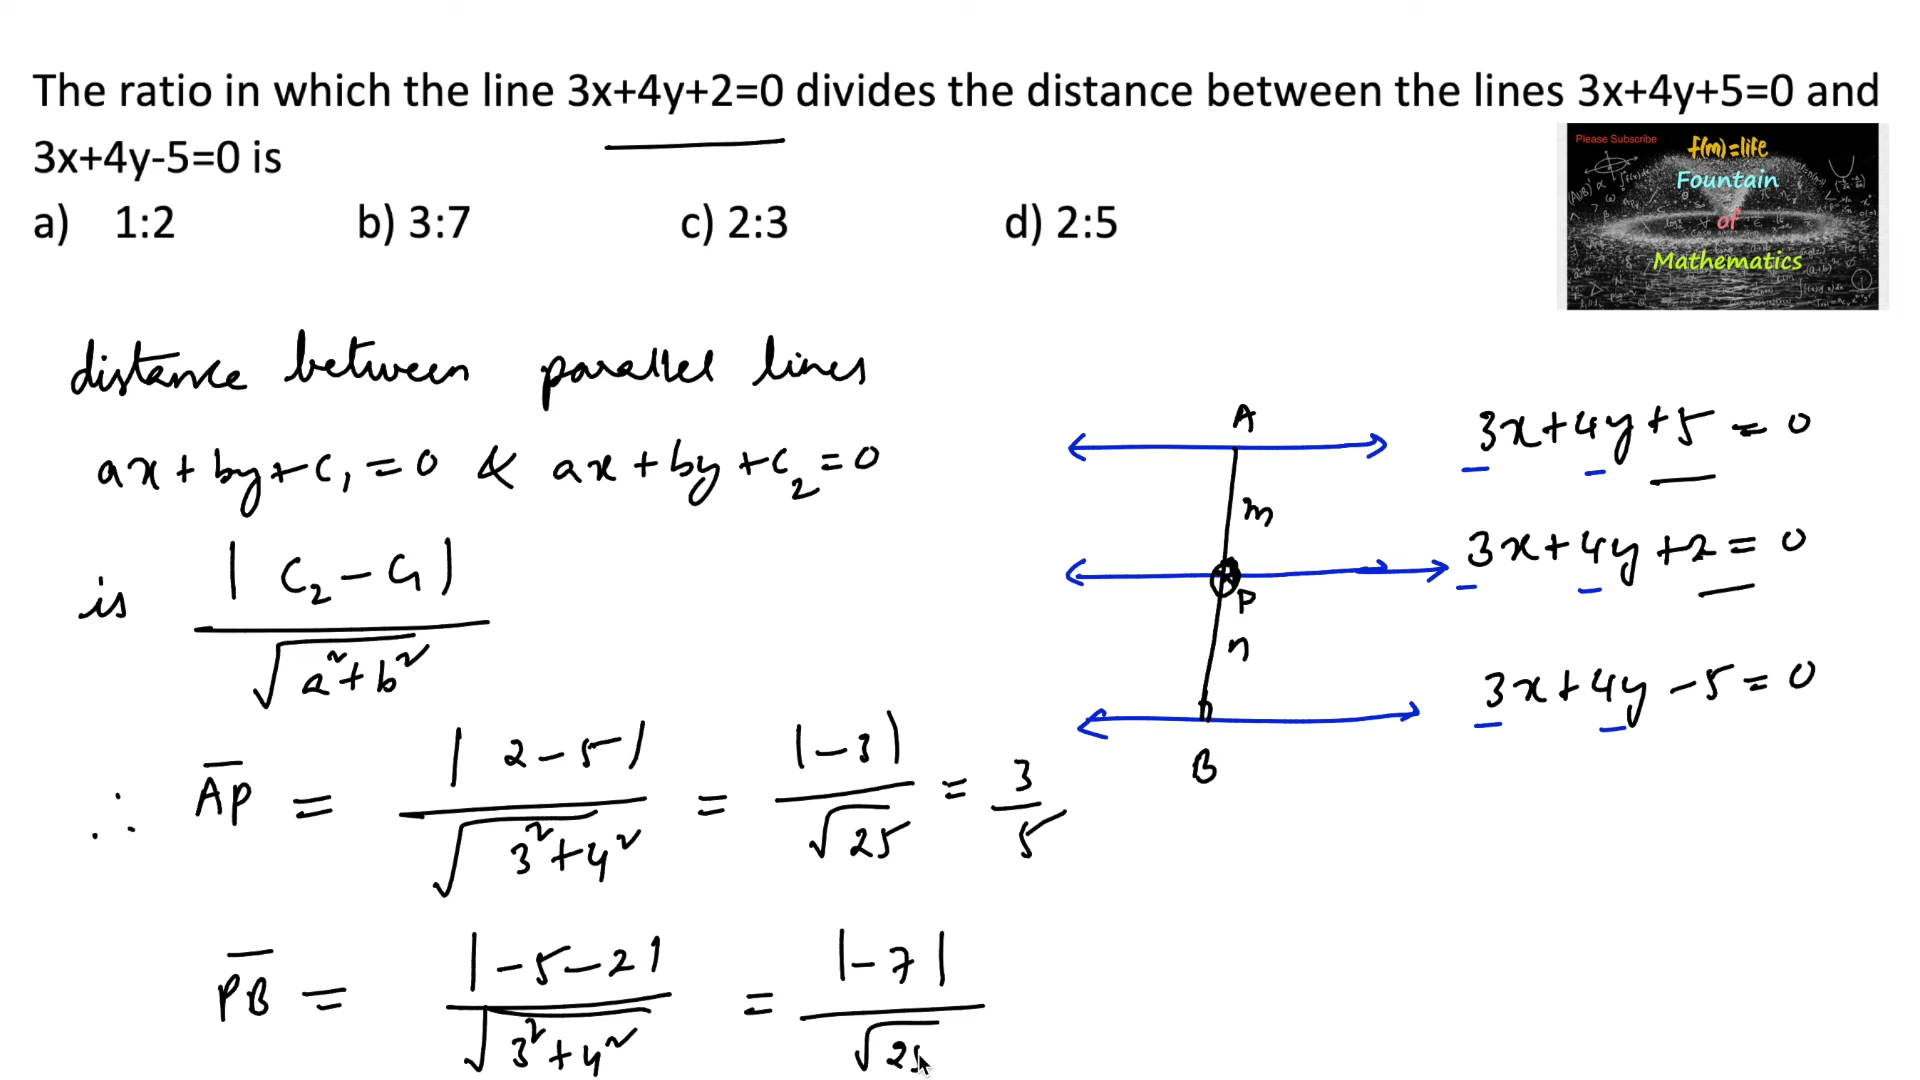 The ratio in which the line 3x+4y+2=0 divides the distance between the lines 3x+4y+5=0 and
3x+4y-5=0 is
a) 1:2 b) 3:7 c) 2:3 d) 2:5
Please Subscribe
f(m)=life
Fountain
of
Mathematics
distance between parallel lines
ax+by+c₁=0 & ax+by+c₂=0
is |c₂-c₁| / √(a²+b²)
A
3x+4y+5=0
m
3x+4y+2=0
P
n
3x+4y-5=0
B
∴ AP = |2-5| / √(3²+4²) = |-3| / √25 = 3/5
PB = |-5-2| / √(3²+4²) = |-7| / √25